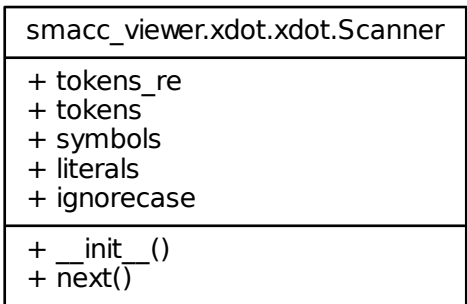 smacc_viewer.xdot.xdot.Scanner
+ tokens_re
+ tokens
+ symbols
+ literals
+ ignorecase
+ __init__()
+ next()